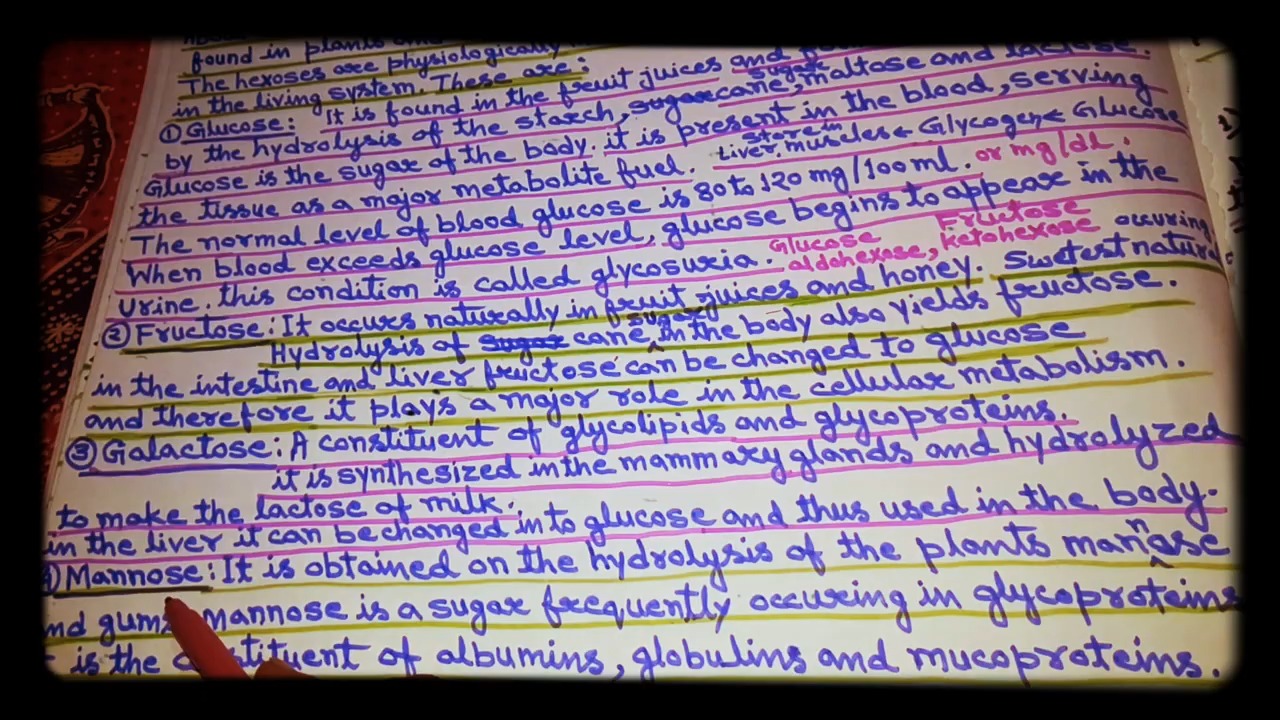 found in plants and
The hexoses are physiologically
in the living system. These are:
① Glucose: It is found in the fruit juices and
by the hydrolysis of the starch, cane sugar, maltose and lactose.
Glucose is the sugar of the body. it is present in the blood, serving
the tissue as a major metabolite fuel. store in Liver, muscles < Glycogen < Glucose
The normal level of blood glucose is 80 to 120 mg/100ml. or mg/dL.
When blood exceeds glucose level, glucose begins to appear in the
Urine. this condition is called glycosuria. Glucose aldohexose, Fructose ketohexose
② Fructose: It occurs naturally in fruit juices and honey. Swetest natural occuring
Hydrolysis of cane sugar in the body also yields fructose.
in the intestine and liver fructose can be changed to glucose
and therefore it plays a major role in the cellular metabolism.
③ Galactose: A constituent of glycolipids and glycoproteins.
it is synthesized in the mammary glands and hydrolyzed
to make the lactose of milk.
in the liver it can be changed in to glucose and thus used in the body.
Mannose: It is obtained on the hydrolysis of the plants mannose
gums mannose is a sugar frequently occuring in glycoproteins
is the constituent of albumins, globulins and mucoproteins.